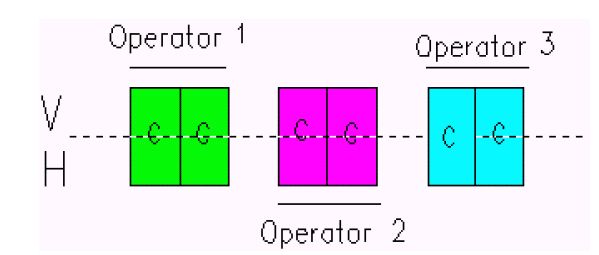 Operator 1
Operator 3
V
C C C C C C
H
Operator 2